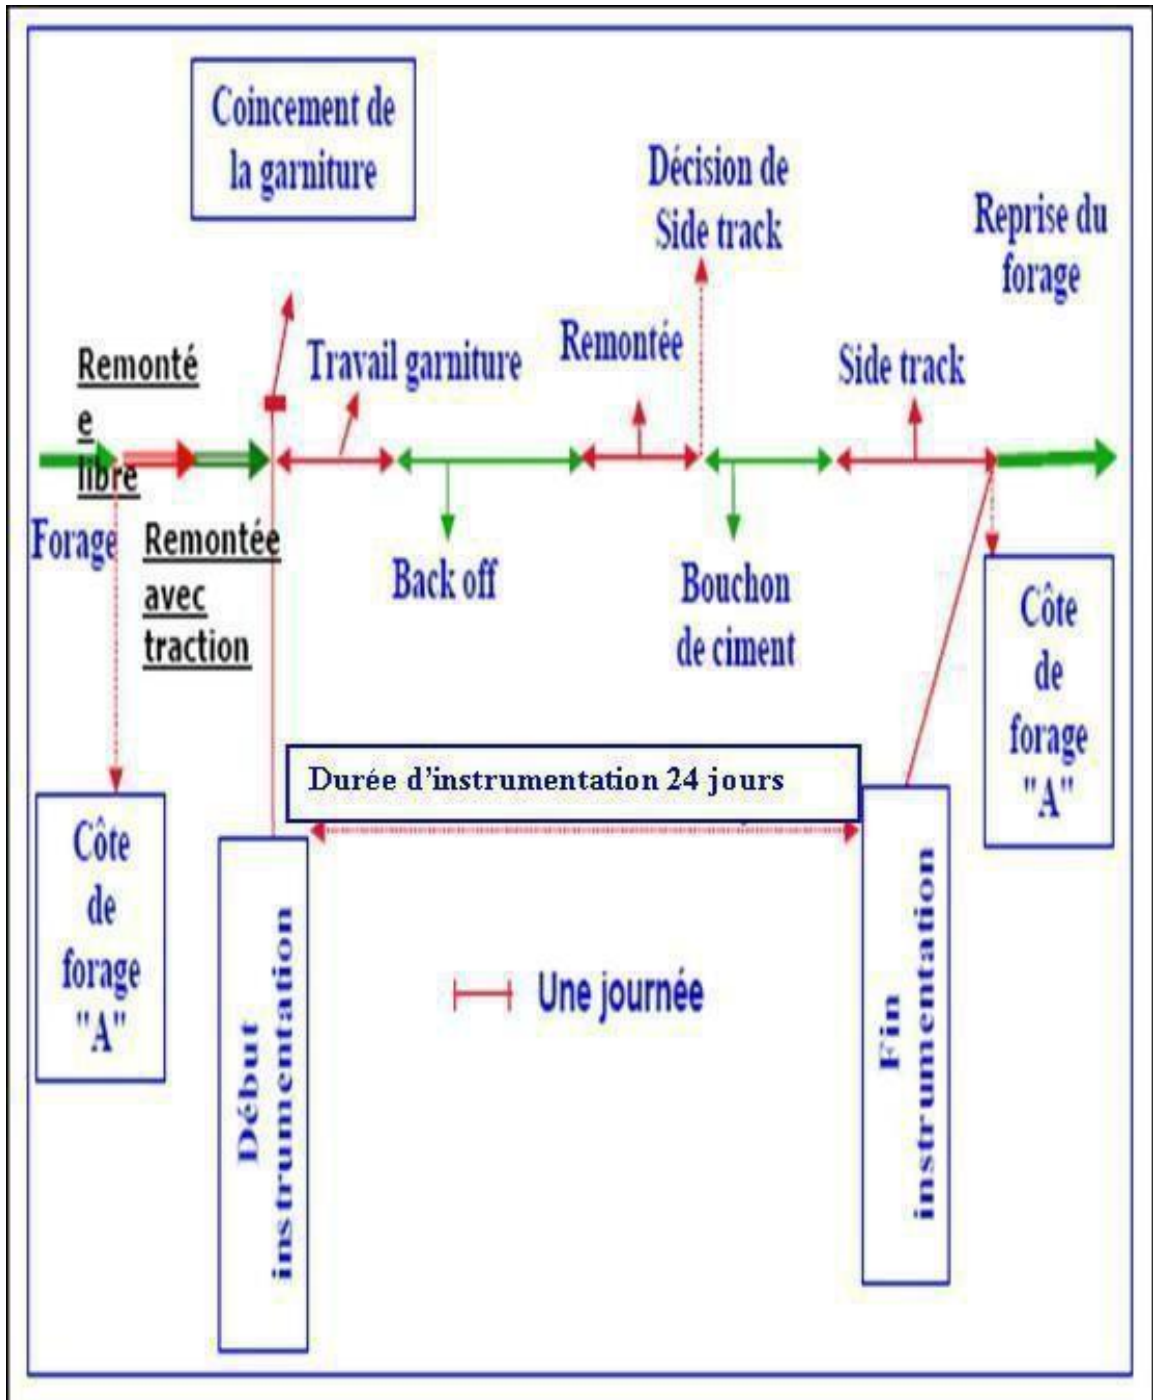 Coincement de
la garniture
Décision de
Side track
Reprise du
forage
Remonté
e
libre
Travail garniture
Remontée
Side track
Forage
Remontée
avec
traction
Back off
Bouchon
de ciment
Côte
de
forage
"A"
Durée d'instrumentation 24 jours
Côte
de
forage
"A"
Début
instrumentation
Une journée
Fin
instrumentation